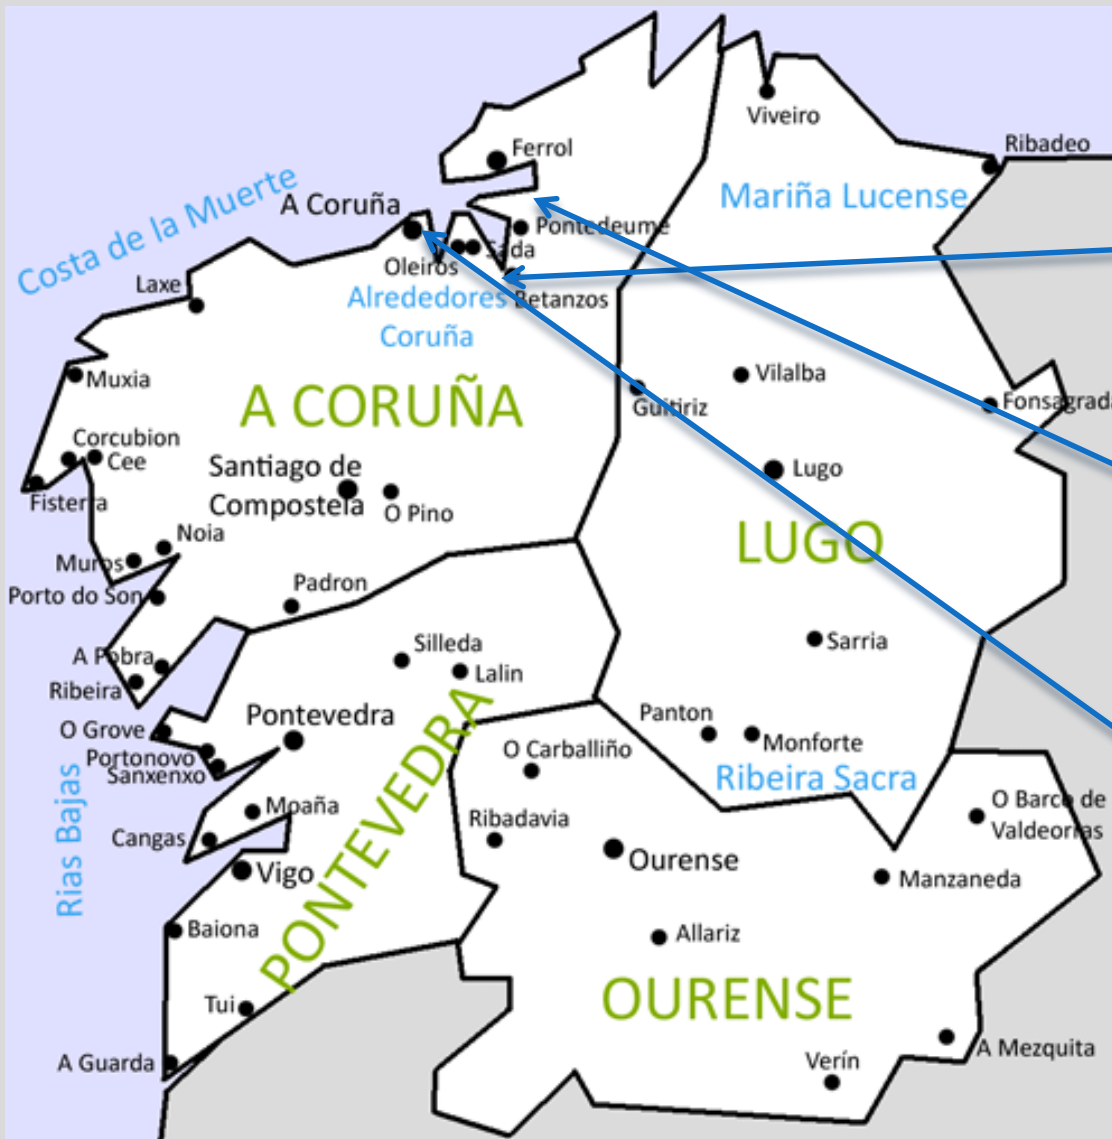 Viveiro
Ribadeo
Ferrol
Costa de la Muerte
A Coruña
Mariña Lucense
Pontedeume
Sada
Oleiros
Laxe
Betanzos
Alrededores
Coruña
Muxia
Vilalba
A CORUÑA
Guitiriz
Fonsagrada
Corcubion
Cee
Santiago de
Compostela
Lugo
Fisterra
O Pino
Noia
LUGO
Muros
Padron
Porto do Son
Silleda
Sarria
A Pobra
Lalin
Ribeira
O Grove
Pontevedra
Panton
Monforte
Portonovo
Sanxenxo
O Carballiño
Ribeira Sacra
PONTEVEDRA
Moaña
O Barco de
Valdeorras
Cangas
Ribadavia
Rias Bajas
Vigo
Ourense
Manzaneda
Baiona
Allariz
OURENSE
Tui
A Guarda
A Mezquita
Verín